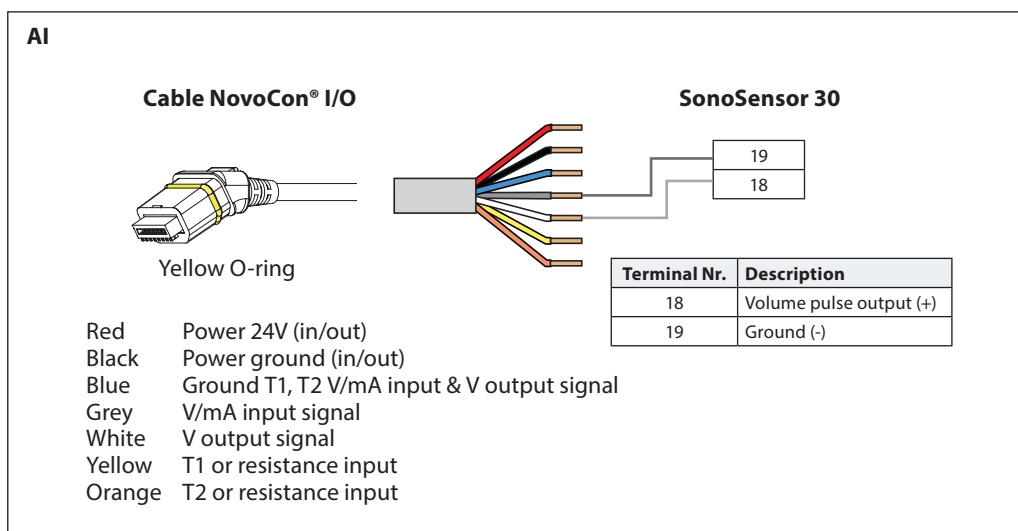 AI
Cable NovoCon® I/O
SonoSensor 30
19
18
Yellow O-ring
Terminal Nr. Description
18 Volume pulse output (+)
19 Ground (-)
Red Power 24V (in/out)
Black Power ground (in/out)
Blue Ground T1, T2 V/mA input & V output signal
Grey V/mA input signal
White V output signal
Yellow T1 or resistance input
Orange T2 or resistance input